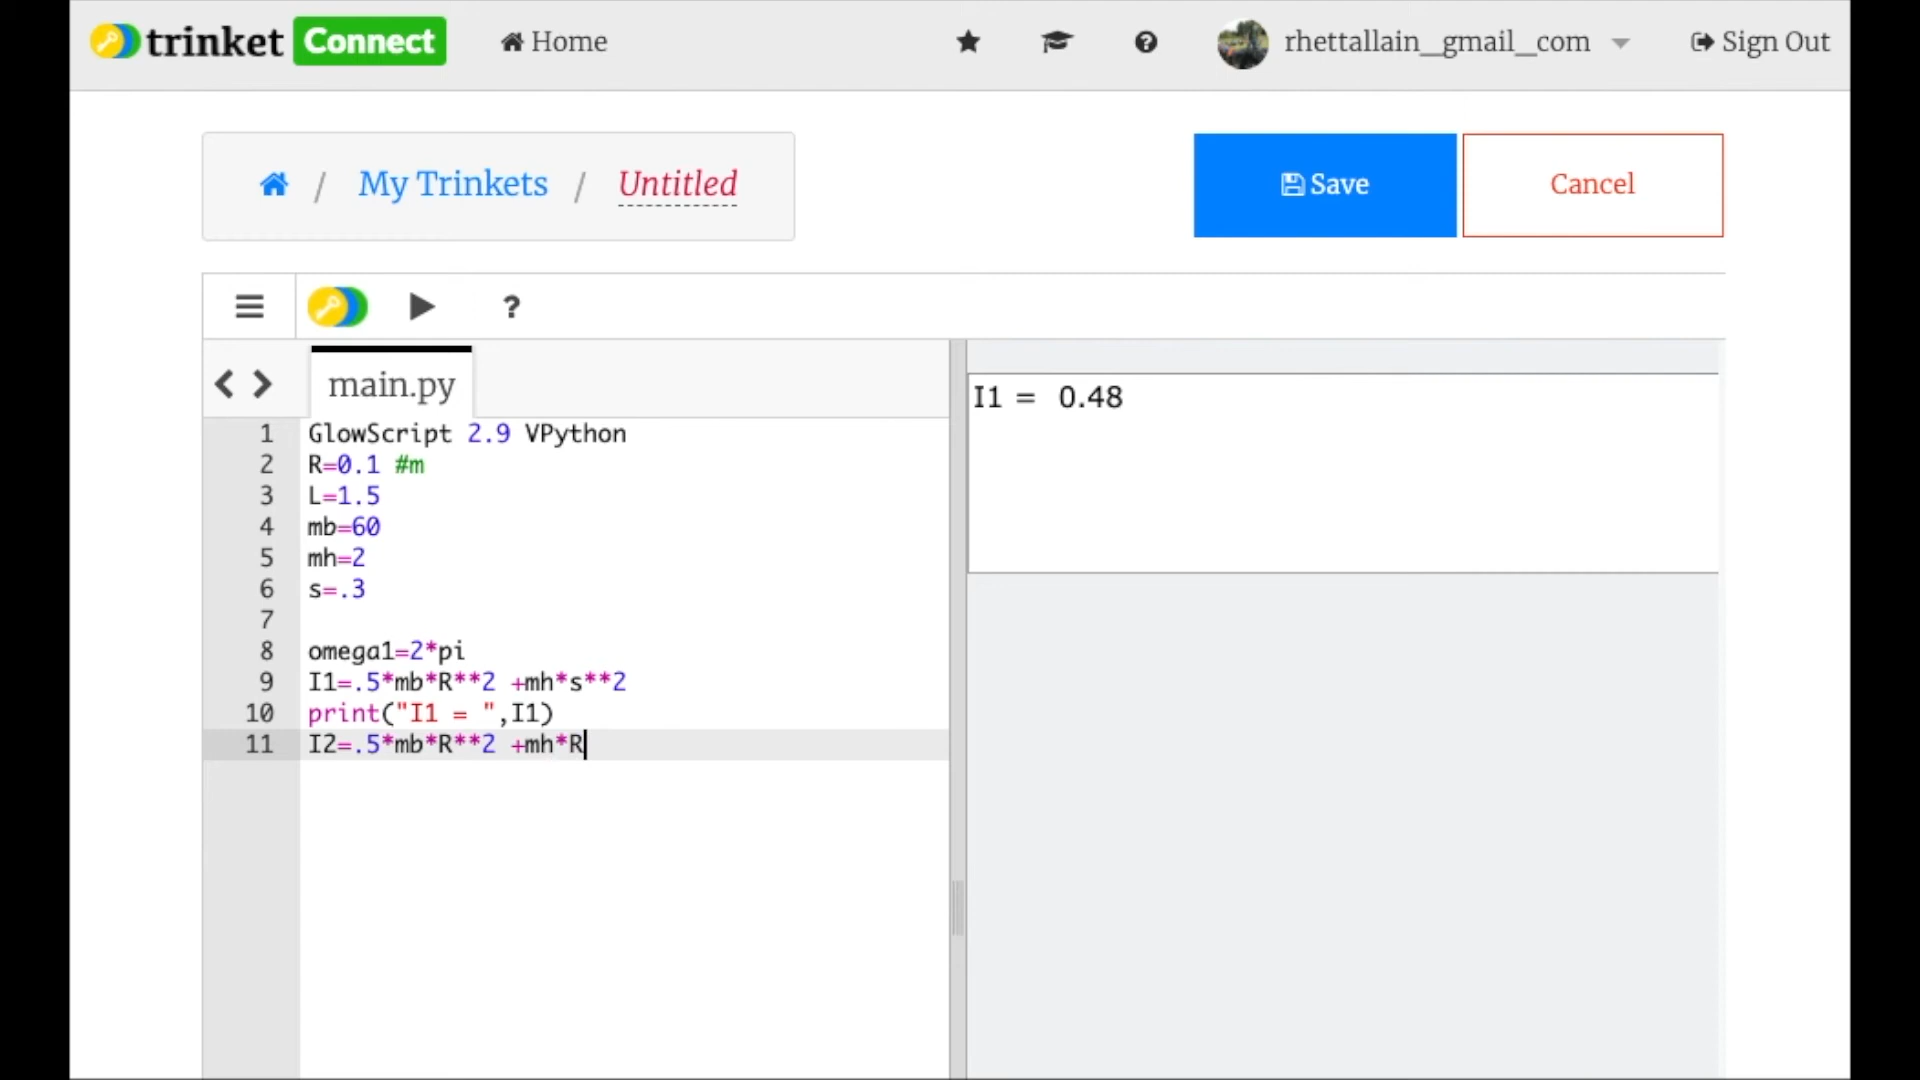 trinket Connect Home rhettallain_gmail_com Sign Out
/ My Trinkets / Untitled Save Cancel
?
main.py
1 GlowScript 2.9 VPython
2 R=0.1 #m
3 L=1.5
4 mb=60
5 mh=2
6 s=.3
7
8 omega1=2*pi
9 I1=.5*mb*R**2 +mh*s**2
10 print("I1 = ",I1)
11 I2=.5*mb*R**2 +mh*R
I1 = 0.48